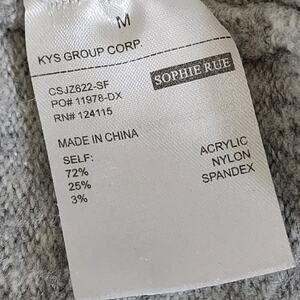 M
KYS GROUP CORP.
CSJZ622-SF
PO# 11978-DX
RN# 124115
SOPHIE RUE
MADE IN CHINA
SELF:
72% ACRYLIC
25% NYLON
3% SPANDEX